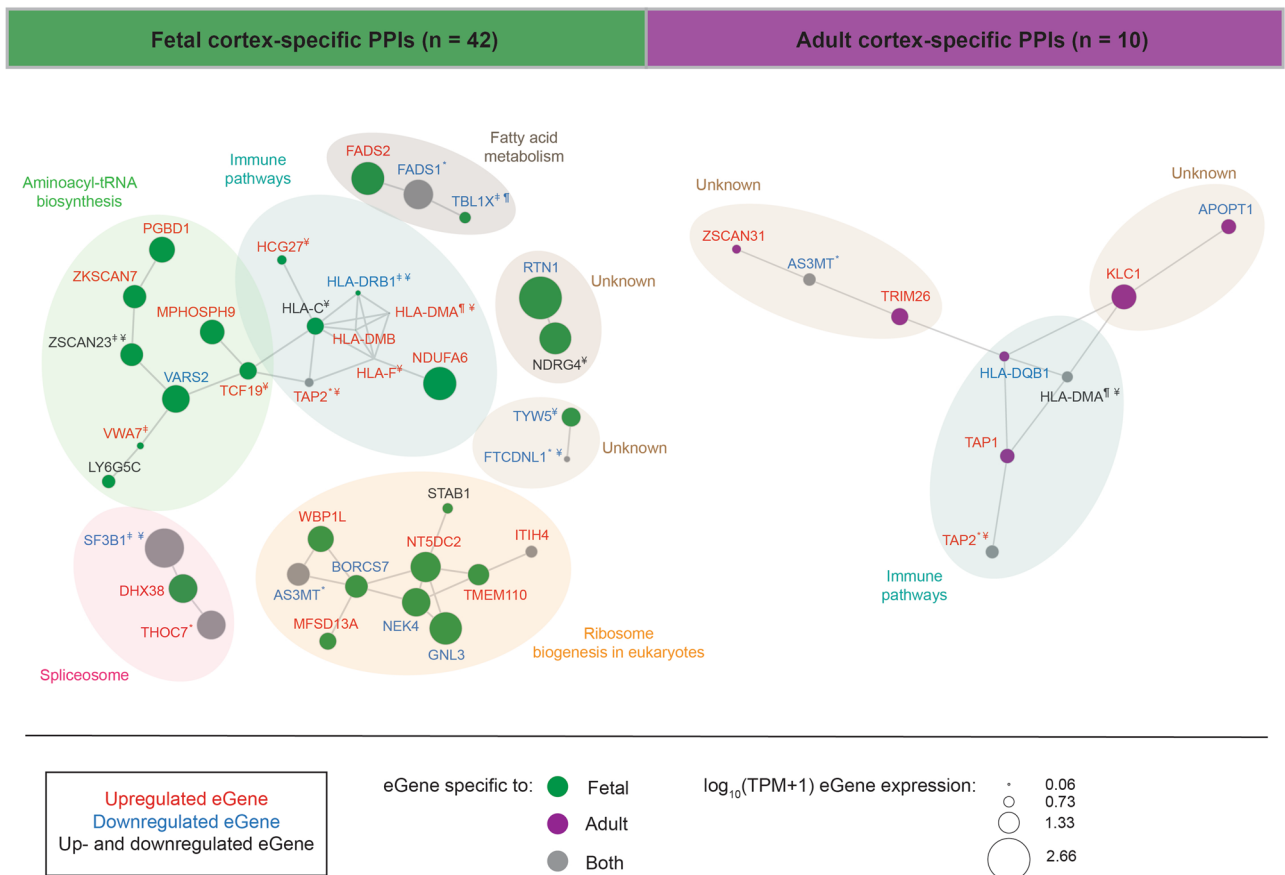 Fetal cortex-specific PPIs (n = 42)
Adult cortex-specific PPIs (n = 10)
Fatty acid
metabolism
FADS2
FADS1*
TBL1X‡ ¶
Immune
pathways
Aminoacyl-tRNA
biosynthesis
PGBD1
ZKSCAN7
MPHOSPH9
ZSCAN23‡ ¥
VARS2
TCF19¥
VWA7‡
LY6G5C
HCG27¥
HLA-DRB1‡ ¥
HLA-C¥
HLA-DMA¶ ¥
HLA-DMB
HLA-F¥
NDUFA6
TAP2* ¥
RTN1
Unknown
NDRG4¥
TYW5¥
FTCDNL1* ¥
Unknown
SF3B1‡ ¥
DHX38
THOC7*
Spliceosome
STAB1
WBP1L
NT5DC2
ITIH4
BORCS7
AS3MT*
TMEM110
MFSD13A
NEK4
GNL3
Ribosome
biogenesis in eukaryotes
Unknown
ZSCAN31
AS3MT*
TRIM26
Unknown
APOPT1
KLC1
HLA-DQB1
HLA-DMA¶ ¥
TAP1
TAP2* ¥
Immune
pathways
Upregulated eGene
Downregulated eGene
Up- and downregulated eGene
eGene specific to:
Fetal
Adult
Both
log10(TPM+1) eGene expression:
0.06
0.73
1.33
2.66